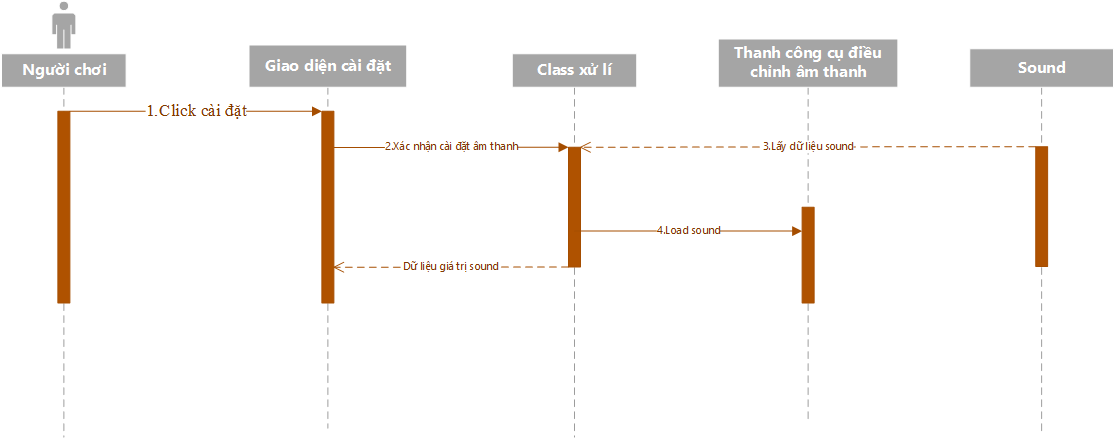 Người chơi
Giao diện cài đặt
Class xử lí
Thanh công cụ điều
chỉnh âm thanh
Sound
1.Click cài đặt
2.Xác nhận cài đặt âm thanh
3.Lấy dữ liệu sound
4.Load sound
Dữ liệu giá trị sound